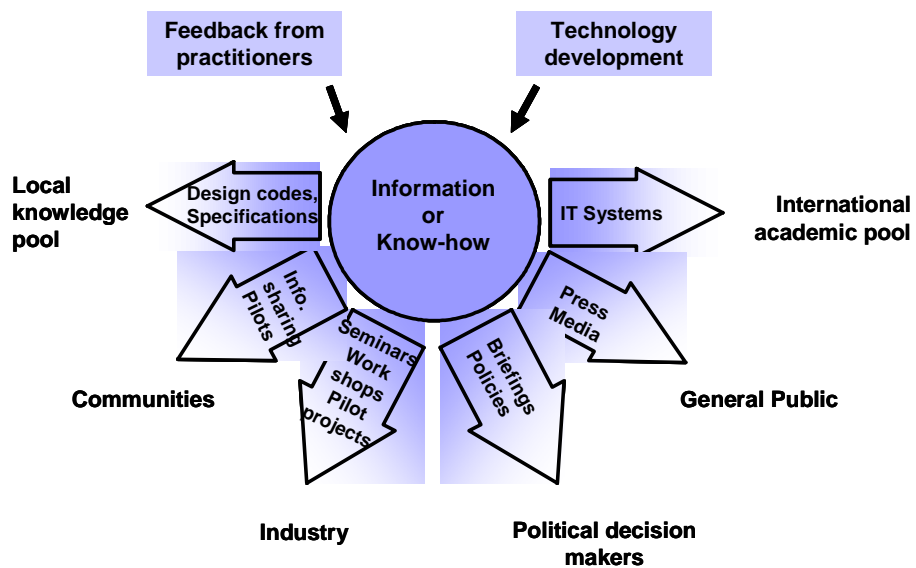 Feedback from
practitioners
Technology
development
Local
knowledge
pool
Design codes,
Specifications
Information
or
Know-how
IT Systems
International
academic pool
Info.
sharing
Pilots
Seminars
Work
shops
Pilot
projects
Briefings
Policies
Press
Media
Communities
General Public
Industry
Political decision
makers